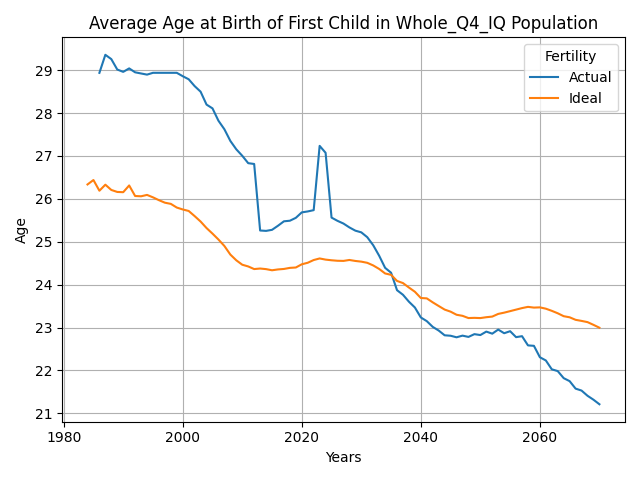 Average Age at Birth of First Child in Whole_Q4_IQ Population
Fertility
Actual
Ideal
Age
29
28
27
26
25
24
23
22
21
1980
2000
2020
2040
2060
Years